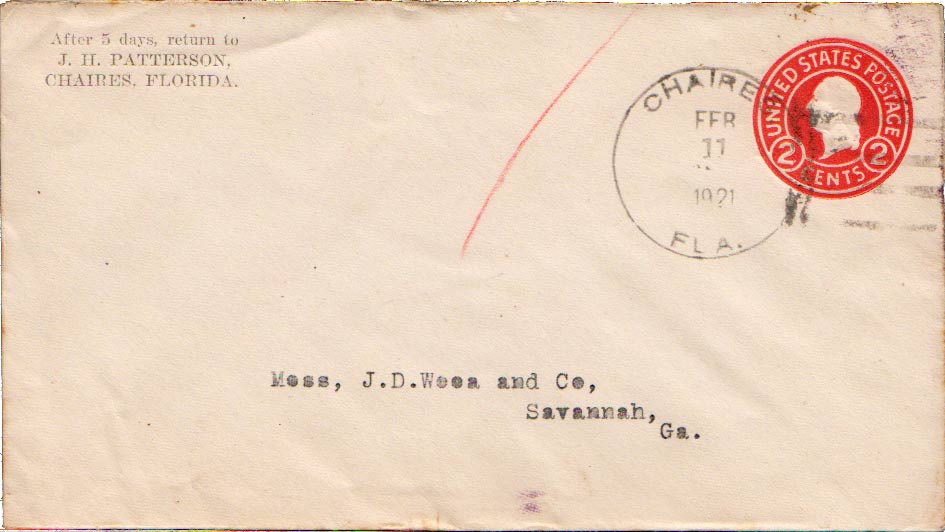 After 5 days, return to
J. H. PATTERSON,
CHAIRES, FLORIDA.
CHAIRES
FEB
11
1921
FLA.
UNITED STATES POSTAGE
2 CENTS 2
Mess, J.D.Weea and Co,
Savannah,
Ga.